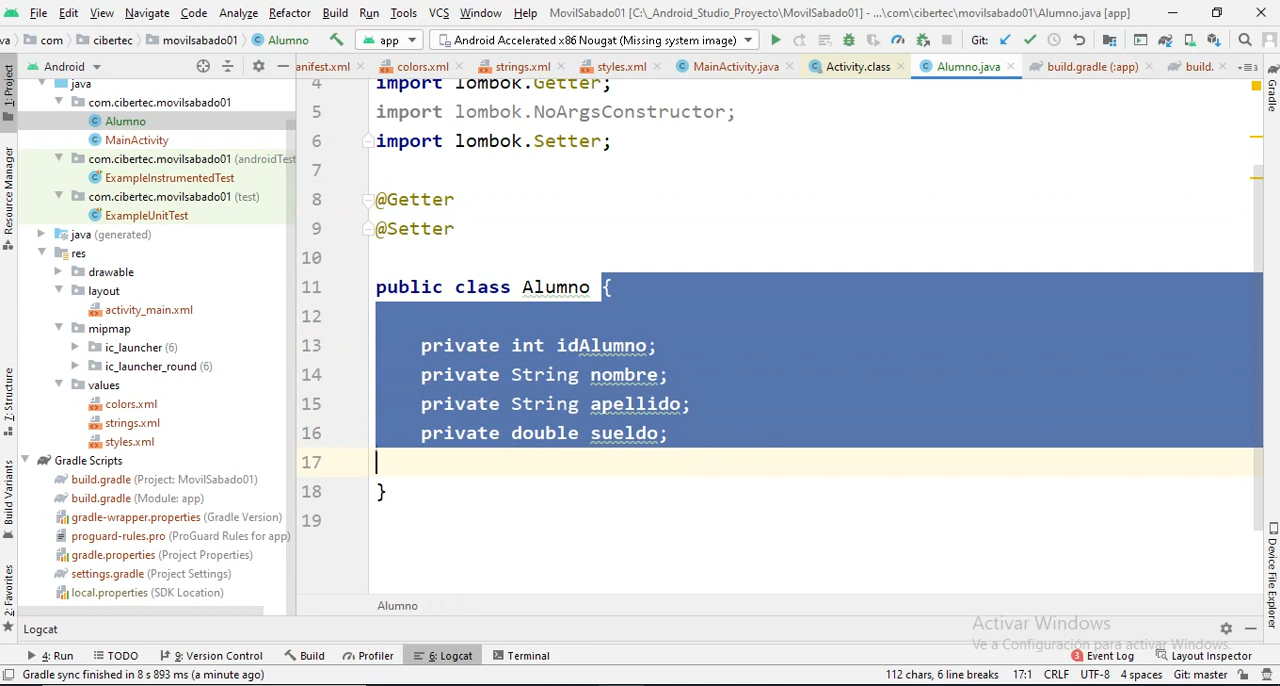 File Edit View Navigate Code Analyze Refactor Build Run Tools VCS Window Help MovilSabado01 [C:\_Android_Studio_Proyecto\MovilSabado01] - ...\com\cibertec\movilsabado01\Alumno.java [app]
va com cibertec movilsabado01 Alumno app Android Accelerated x86 Nougat (Missing system image) Git:
Android anifest.xml colors.xml strings.xml styles.xml MainActivity.java Activity.class Alumno.java build.gradle (:app) build.
1: Project
Resource Manager
7: Structure
Build Variants
2: Favorites
java
com.cibertec.movilsabado01
Alumno
MainActivity
com.cibertec.movilsabado01 (androidTest
ExampleInstrumentedTest
com.cibertec.movilsabado01 (test)
ExampleUnitTest
java (generated)
res
drawable
layout
activity_main.xml
mipmap
ic_launcher (6)
ic_launcher_round (6)
values
colors.xml
strings.xml
styles.xml
Gradle Scripts
build.gradle (Project: MovilSabado01)
build.gradle (Module: app)
gradle-wrapper.properties (Gradle Version)
proguard-rules.pro (ProGuard Rules for app)
gradle.properties (Project Properties)
settings.gradle (Project Settings)
local.properties (SDK Location)
4 import lombok.Getter;
5 import lombok.NoArgsConstructor;
6 import lombok.Setter;
7
8 @Getter
9 @Setter
10
11 public class Alumno {
12
13 private int idAlumno;
14 private String nombre;
15 private String apellido;
16 private double sueldo;
17
18 }
19
Alumno
Gradle
Device File Explorer
Logcat
Activar Windows
Ve a Configuración para activar Windows.
4: Run TODO 9: Version Control Build Profiler 6: Logcat Terminal 3 Event Log Layout Inspector
Gradle sync finished in 8 s 893 ms (a minute ago) 112 chars, 6 line breaks 17:1 CRLF UTF-8 4 spaces Git: master